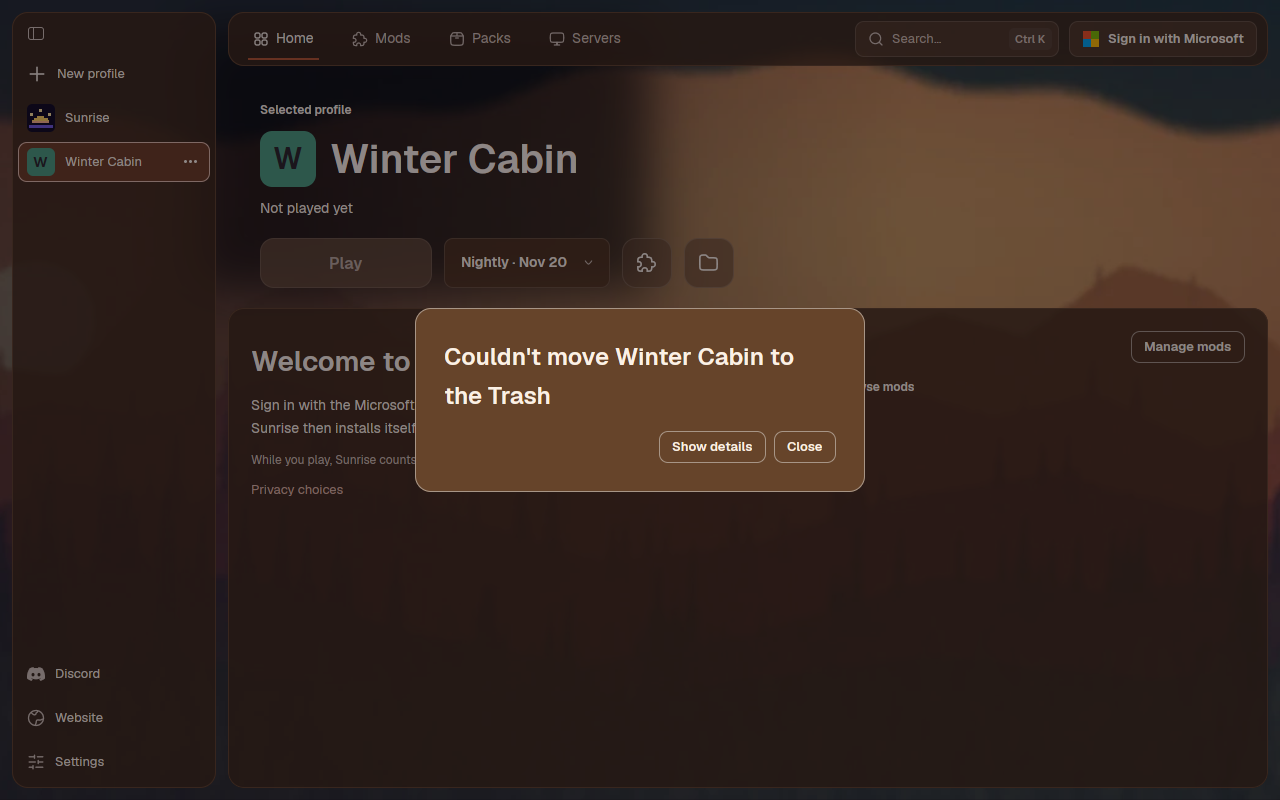 New profile
Sunrise
W
Winter Cabin
Discord
Website
Settings
Home
Mods
Packs
Servers
Search...
Ctrl K
Sign in with Microsoft
Selected profile
W
Winter Cabin
Not played yet
Play
Nightly · Nov 20
Welcome to
Sign in with the Microsoft
Sunrise then installs itself
While you play, Sunrise counts
Privacy choices
Manage mods
se mods
Couldn't move Winter Cabin to
the Trash
Show details
Close